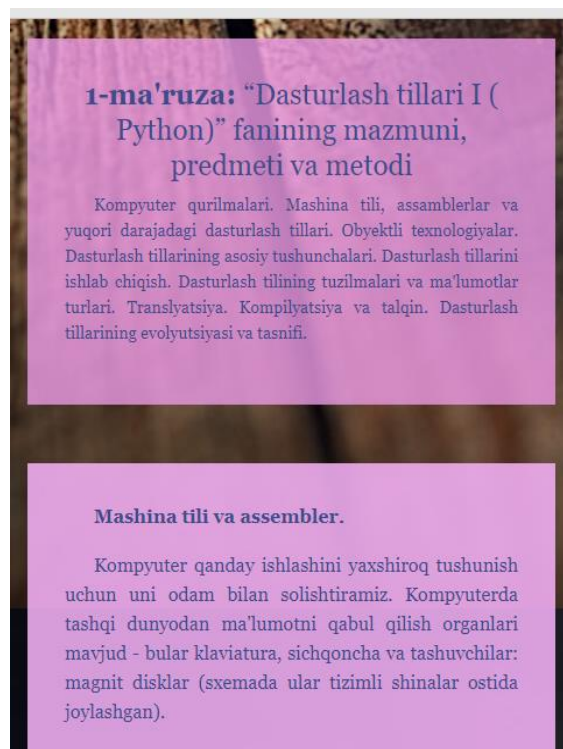 1-ma'ruza: “Dasturlash tillari I (
Python)” fanining mazmuni,
predmeti va metodi
Kompyuter qurilmalari. Mashina tili, assamblerlar va
yuqori darajadagi dasturlash tillari. Obyektli texnologiyalar.
Dasturlash tillarining asosiy tushunchalari. Dasturlash tillarini
ishlab chiqish. Dasturlash tilining tuzilmalari va ma'lumotlar
turlari. Translyatsiya. Kompilyatsiya va talqin. Dasturlash
tillarining evolyutsiyasi va tasnifi.
Mashina tili va assembler.
Kompyuter qanday ishlashini yaxshiroq tushunish
uchun uni odam bilan solishtiramiz. Kompyuterda
tashqi dunyodan ma'lumotni qabul qilish organlari
mavjud - bular klaviatura, sichqoncha va tashuvchilar:
magnit disklar (sxemada ular tizimli shinalar ostida
joylashgan).